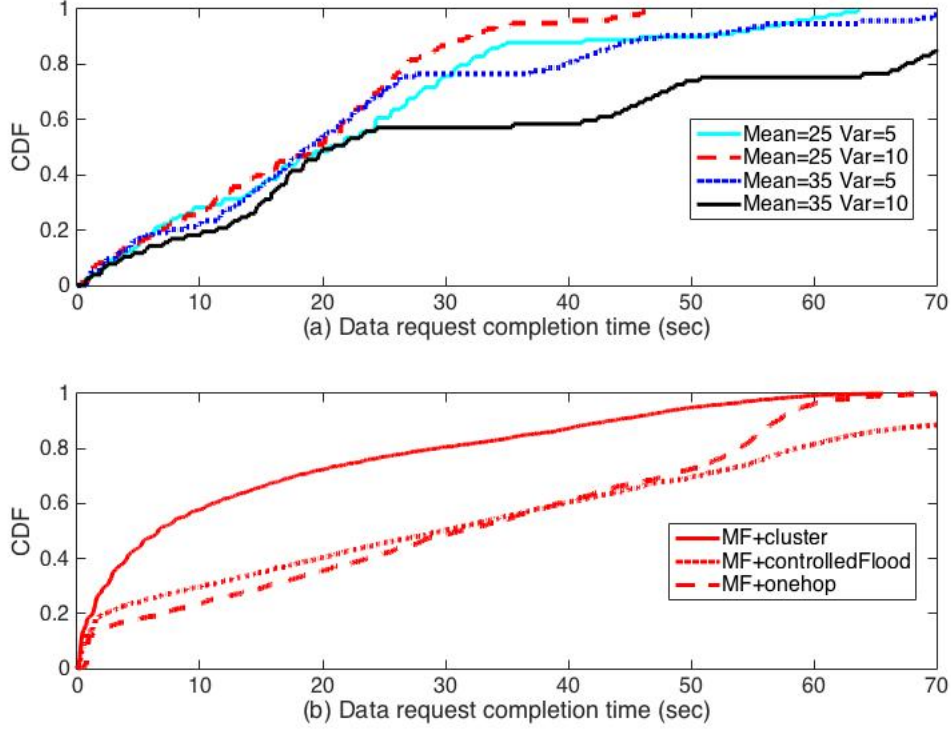 1
0.8
0.6
0.4
0.2
0
CDF
0 10 20 30 40 50 60 70
(a) Data request completion time (sec)
Mean=25 Var=5
Mean=25 Var=10
Mean=35 Var=5
Mean=35 Var=10
1
0.8
0.6
0.4
0.2
0
CDF
0 10 20 30 40 50 60 70
(b) Data request completion time (sec)
MF+cluster
MF+controlledFlood
MF+onehop